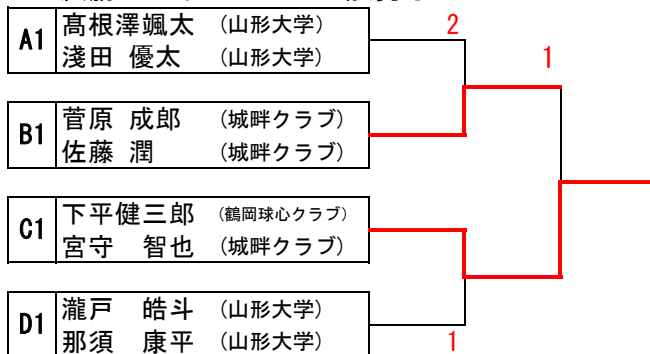 髙根澤颯太 (山形大学) 2
A1
淺田 優太 (山形大学)
1
菅原 成郎 (城畔クラブ)
B1
佐藤 潤 (城畔クラブ)
下平健三郎 (鶴岡球心クラブ)
C1
宮守 智也 (城畔クラブ)
瀧戸 皓斗 (山形大学)
D1
那須 康平 (山形大学) 1